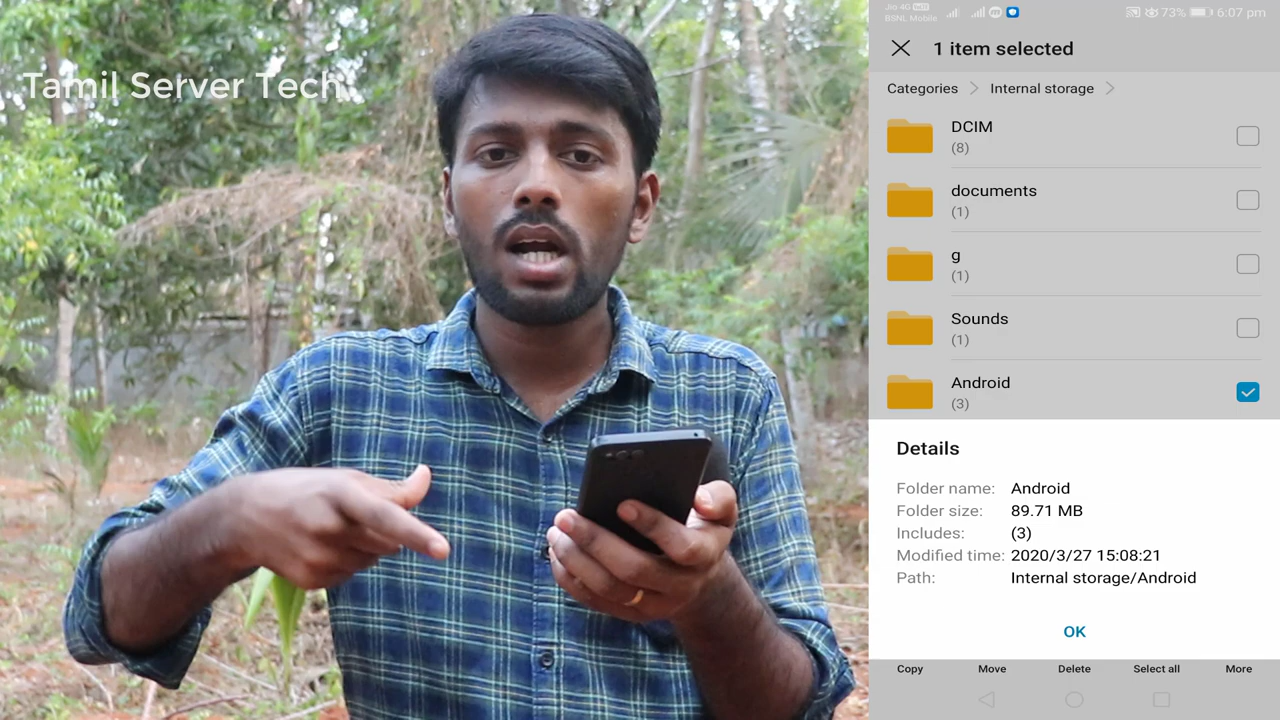 Tamil Server Tech
Jio 4G VoLTE
BSNL Mobile
73%
6:07 pm
1 item selected
Categories
Internal storage
DCIM
(8)
documents
(1)
g
(1)
Sounds
(1)
Android
(3)
Details
Folder name: Android
Folder size: 89.71 MB
Includes: (3)
Modified time: 2020/3/27 15:08:21
Path: Internal storage/Android
OK
Copy
Move
Delete
Select all
More